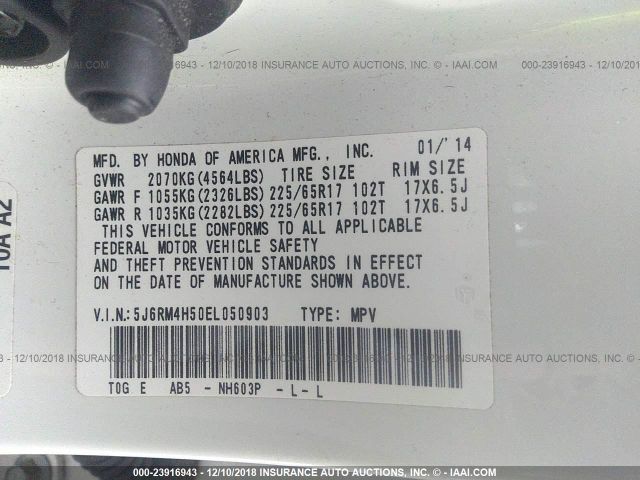 000-23916943 - 12/10/2018 INSURANCE AUTO AUCTIONS, INC. © - IAAI.COM
MFD. BY HONDA OF AMERICA MFG., INC. 01/'14
GVWR 2070KG(4564LBS) TIRE SIZE RIM SIZE
GAWR F 1055KG(2326LBS) 225/65R17 102T 17X6.5J
GAWR R 1035KG(2282LBS) 225/65R17 102T 17X6.5J
THIS VEHICLE CONFORMS TO ALL APPLICABLE
FEDERAL MOTOR VEHICLE SAFETY
AND THEFT PREVENTION STANDARDS IN EFFECT
ON THE DATE OF MANUFACTURE SHOWN ABOVE.
V.I.N: 5J6RM4H50EL050903 TYPE: MPV
T0G E AB5 - NH603P - L - L
T0A A2
000-23916943 - 12/10/2018 INSURANCE AUTO AUCTIONS, INC. © - IAAI.COM